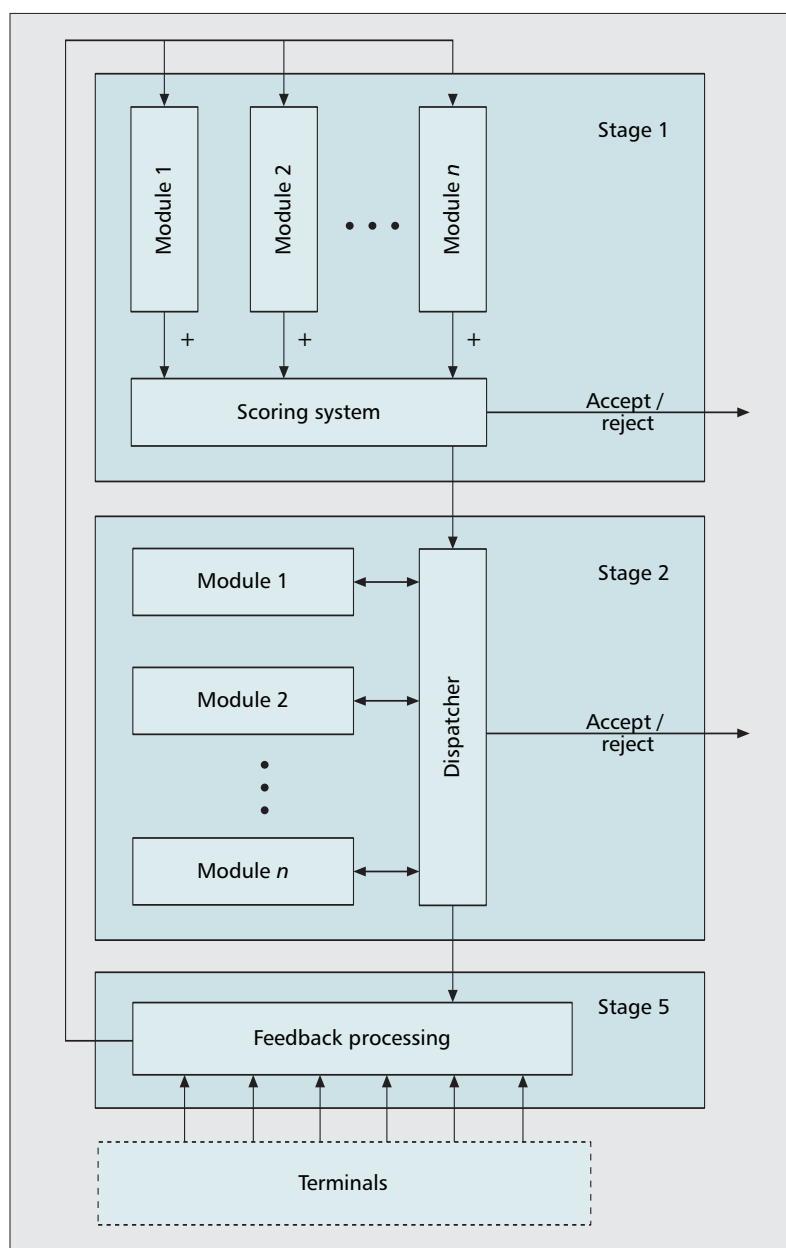 Stage 1
Module 1
Module 2
• • •
Module n
+
+
+
Scoring system
Accept /
reject
Stage 2
Module 1
Module 2
Module n
Dispatcher
Accept /
reject
Stage 5
Feedback processing
Terminals